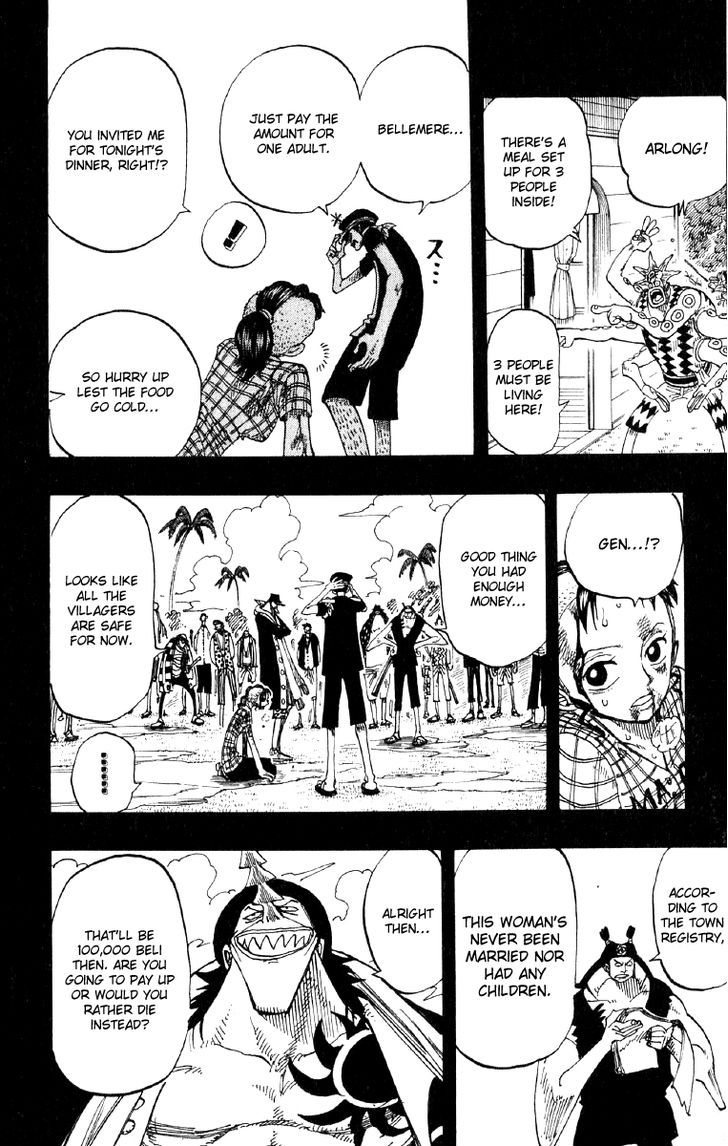 ARLONG!
THERE'S A
MEAL SET
UP FOR 3
PEOPLE
INSIDE!
3 PEOPLE
MUST BE
LIVING
HERE!
BELLEMERE...
JUST PAY THE
AMOUNT FOR
ONE ADULT.
ス…
YOU INVITED ME
FOR TONIGHT'S
DINNER, RIGHT!?
!
SO HURRY UP
LEST THE FOOD
GO COLD...
GEN...!?
GOOD THING
YOU HAD
ENOUGH
MONEY...
LOOKS LIKE
ALL THE
VILLAGERS
ARE SAFE
FOR NOW.
......
ACCOR-
DING TO
THE TOWN
REGISTRY,
THIS WOMAN'S
NEVER BEEN
MARRIED NOR
HAD ANY
CHILDREN.
ALRIGHT
THEN...
THAT'LL BE
100,000 BELI
THEN. ARE YOU
GOING TO PAY UP
OR WOULD YOU
RATHER DIE
INSTEAD?